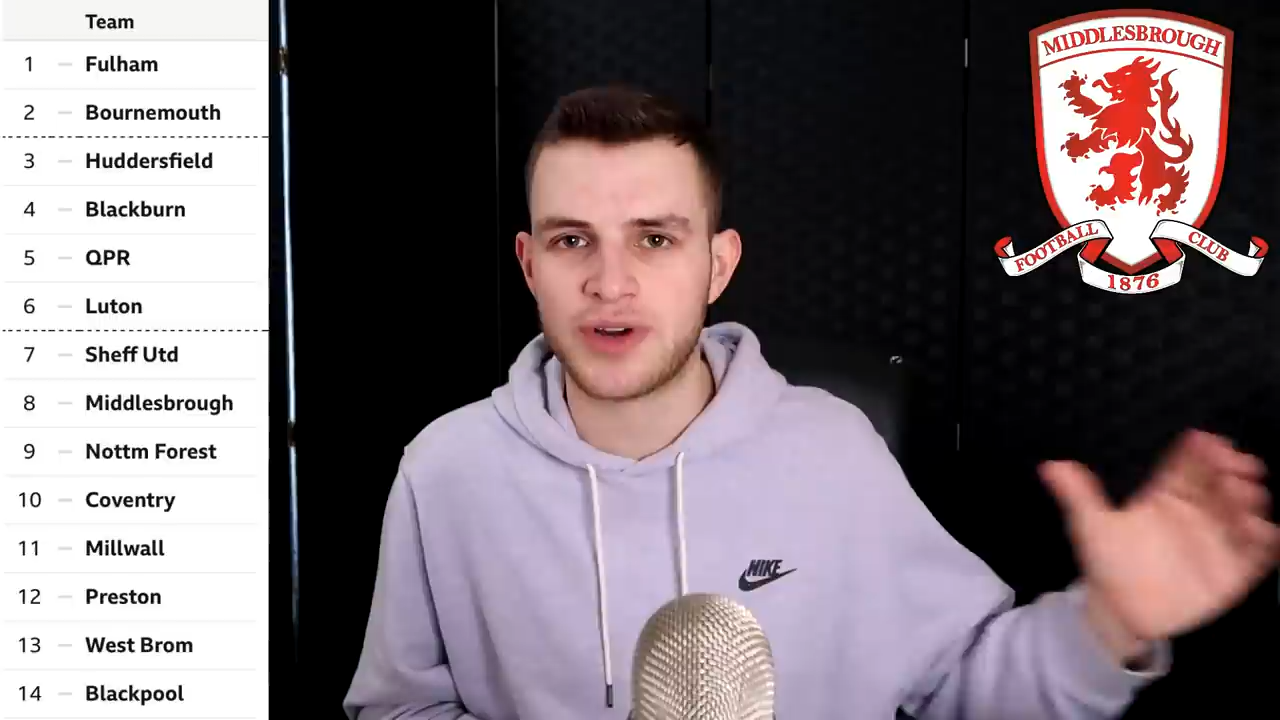 Team
1 Fulham
2 Bournemouth
3 Huddersfield
4 Blackburn
5 QPR
6 Luton
7 Sheff Utd
8 Middlesbrough
9 Nottm Forest
10 Coventry
11 Millwall
12 Preston
13 West Brom
14 Blackpool
MIDDLESBROUGH
FOOTBALL CLUB
1876
NIKE